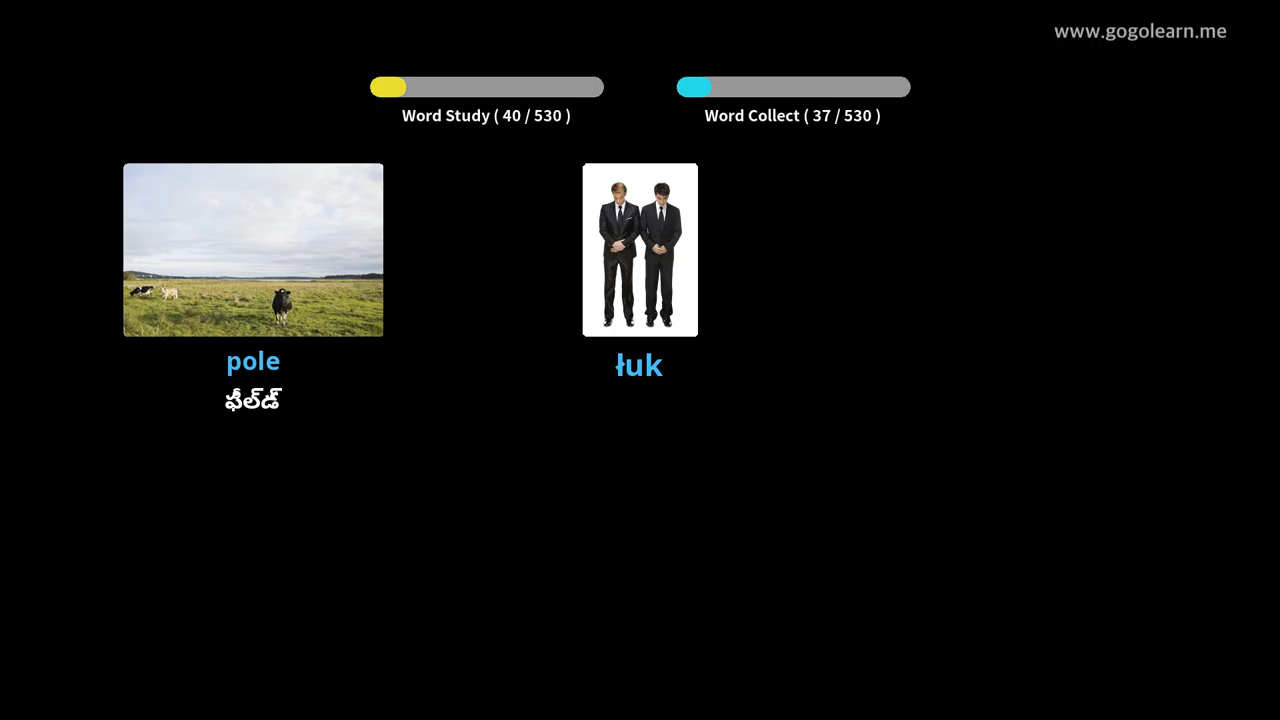 www.gogolearn.me
Word Study ( 40 / 530 )
Word Collect ( 37 / 530 )
pole
ఫీల్డ్
łuk